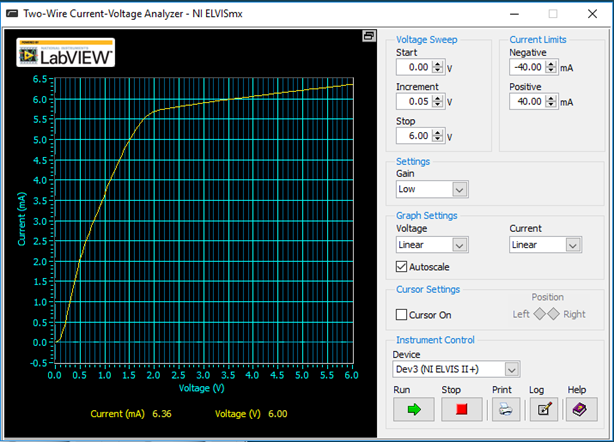 Two-Wire Current-Voltage Analyzer - NI ELVISmx
POWERED BY
NATIONAL INSTRUMENTS
LabVIEW
Current (mA)
6.5
6.0
5.5
5.0
4.5
4.0
3.5
3.0
2.5
2.0
1.5
1.0
0.5
0.0
-0.5
0.0 0.5 1.0 1.5 2.0 2.5 3.0 3.5 4.0 4.5 5.0 5.5 6.0
Voltage (V)
Current (mA) 6.36 Voltage (V) 6.00
Voltage Sweep
Start
0.00 V
Increment
0.05 V
Stop
6.00 V
Current Limits
Negative
-40.00 mA
Positive
40.00 mA
Settings
Gain
Low
Graph Settings
Voltage Current
Linear Linear
Autoscale
Cursor Settings
Cursor On
Position
Left Right
Instrument Control
Device
Dev3 (NI ELVIS II+)
Run Stop Print Log Help